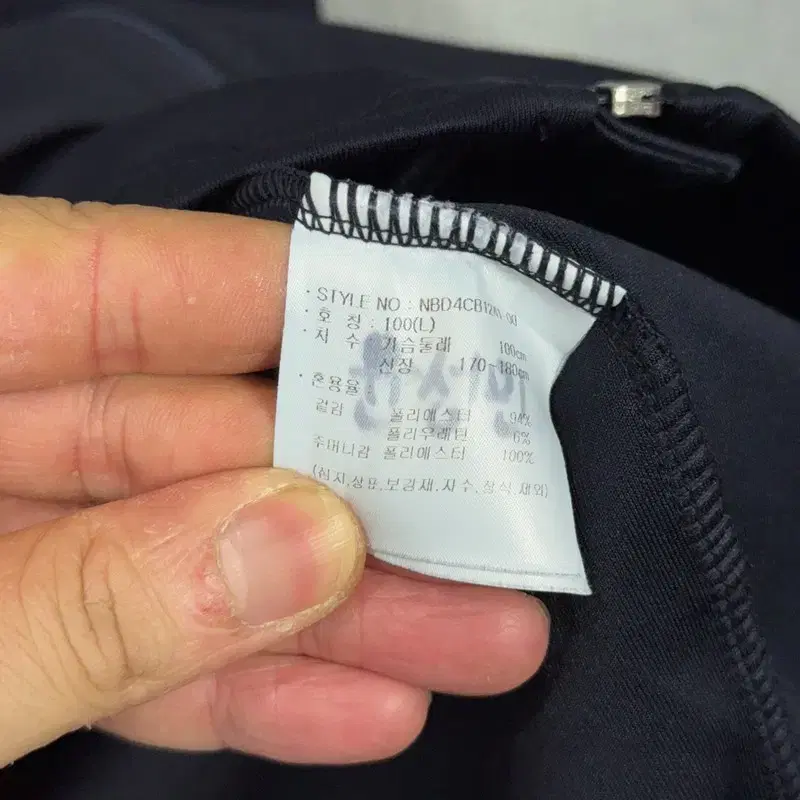 · STYLE NO : NBD4CB1201-00
· 호 칭 : 100(L)
· 치 수 가슴둘레 100cm
신장 170~180cm
· 혼용율 :
겉감 폴리에스터 94%
폴리우레탄 6%
주머니감 폴리에스터 100%
(심지,상표,보강재,자수,장식,제외)